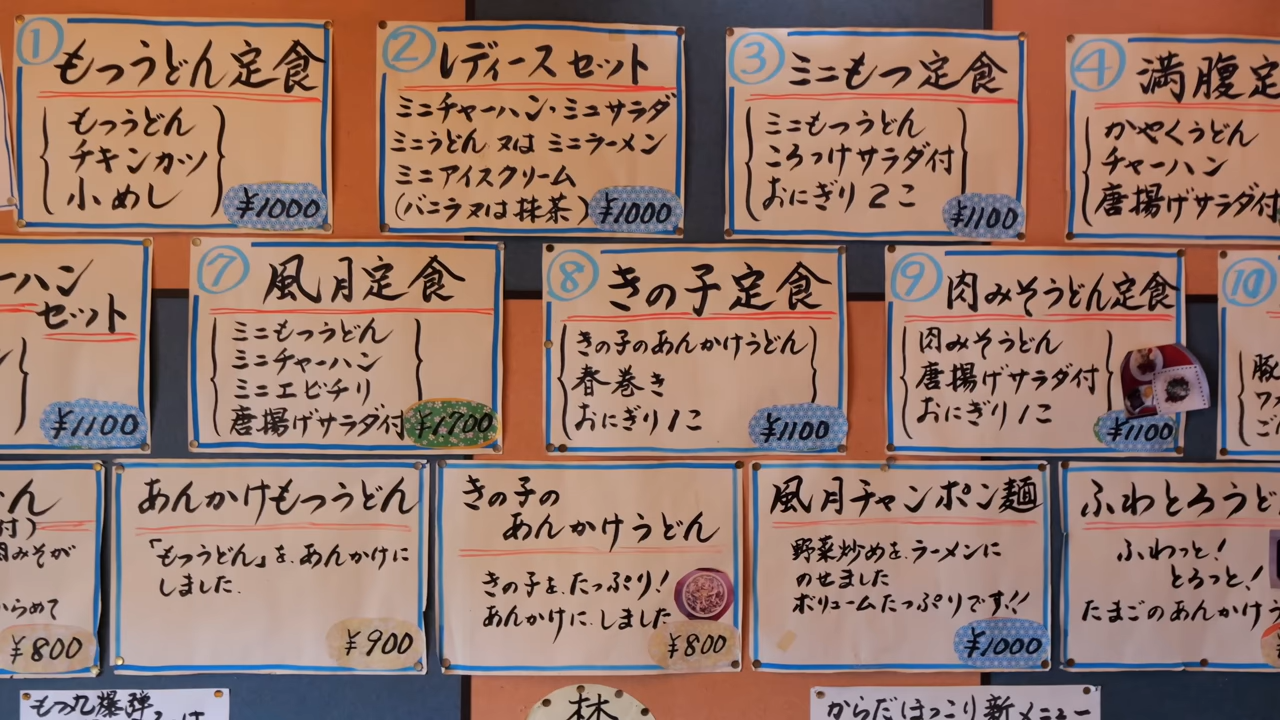 ① もつうどん定食
もつうどん
チキンカツ
小めし
¥1000
② レディースセット
ミニチャーハン・ミニサラダ
ミニうどん又はミニラーメン
ミニアイスクリーム
(バニラ又は抹茶)
¥1000
③ ミニもつ定食
ミニもつうどん
ころっけサラダ付
おにぎり2こ
¥1100
④ 満腹定
かやくうどん
チャーハン
唐揚げサラダ付
ーハン
セット
¥1100
⑦ 風月定食
ミニもつうどん
ミニチャーハン
ミニエビチリ
唐揚げサラダ付
¥1700
⑧ きの子定食
きの子のあんかけうどん
春巻き
おにぎり1こ
¥1100
⑨ 肉みそうどん定食
肉みそうどん
唐揚げサラダ付
おにぎり1こ
¥1100
⑩
豚
ワ
ご
ん
付)
肉みそが
からめて
¥800
あんかけもつうどん
「もつうどん」を、あんかけに
しました。
¥900
きの子の
あんかけうどん
きの子を、たっぷり!
あんかけに、しました
¥800
風月チャンポン麺
野菜炒めを、ラーメンに
のせました
ボリュームたっぷりです!!
¥1000
ふわとろうど
ふわっと!
とろっと!
たまごのあんかけう
もつ丸爆弾
からだほっこり新メニュー